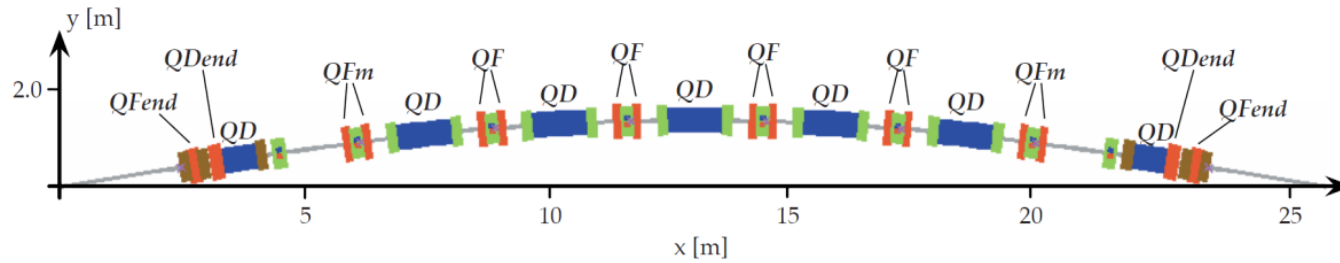 y [m]
QDend
QFend
QD
QFm
QD
QF
QD
QF
QD
QF
QD
QF
QD
QFm
QD
QDend
QFend
2.0
5
10
15
20
25
x [m]